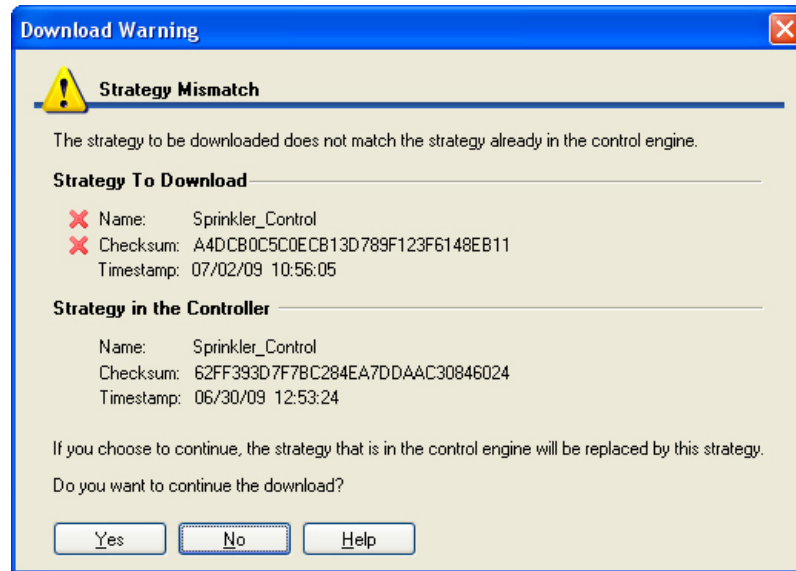 Download Warning
Strategy Mismatch
The strategy to be downloaded does not match the strategy already in the control engine.
Strategy To Download
Name: Sprinkler_Control
Checksum: A4DCB0C5C0ECB13D789F123F6148EB11
Timestamp: 07/02/09 10:56:05
Strategy in the Controller
Name: Sprinkler_Control
Checksum: 62FF393D7F7BC284EA7DDAAC30846024
Timestamp: 06/30/09 12:53:24
If you choose to continue, the strategy that is in the control engine will be replaced by this strategy.
Do you want to continue the download?
Yes No Help